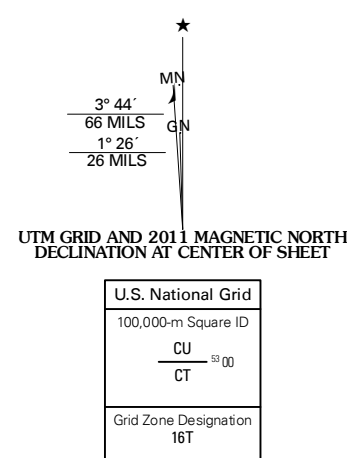 ★
MN
3° 44´
66 MILS
GN
1° 26´
26 MILS
UTM GRID AND 2011 MAGNETIC NORTH
DECLINATION AT CENTER OF SHEET
U.S. National Grid
100,000-m Square ID
CU
53 00
CT
Grid Zone Designation
16T